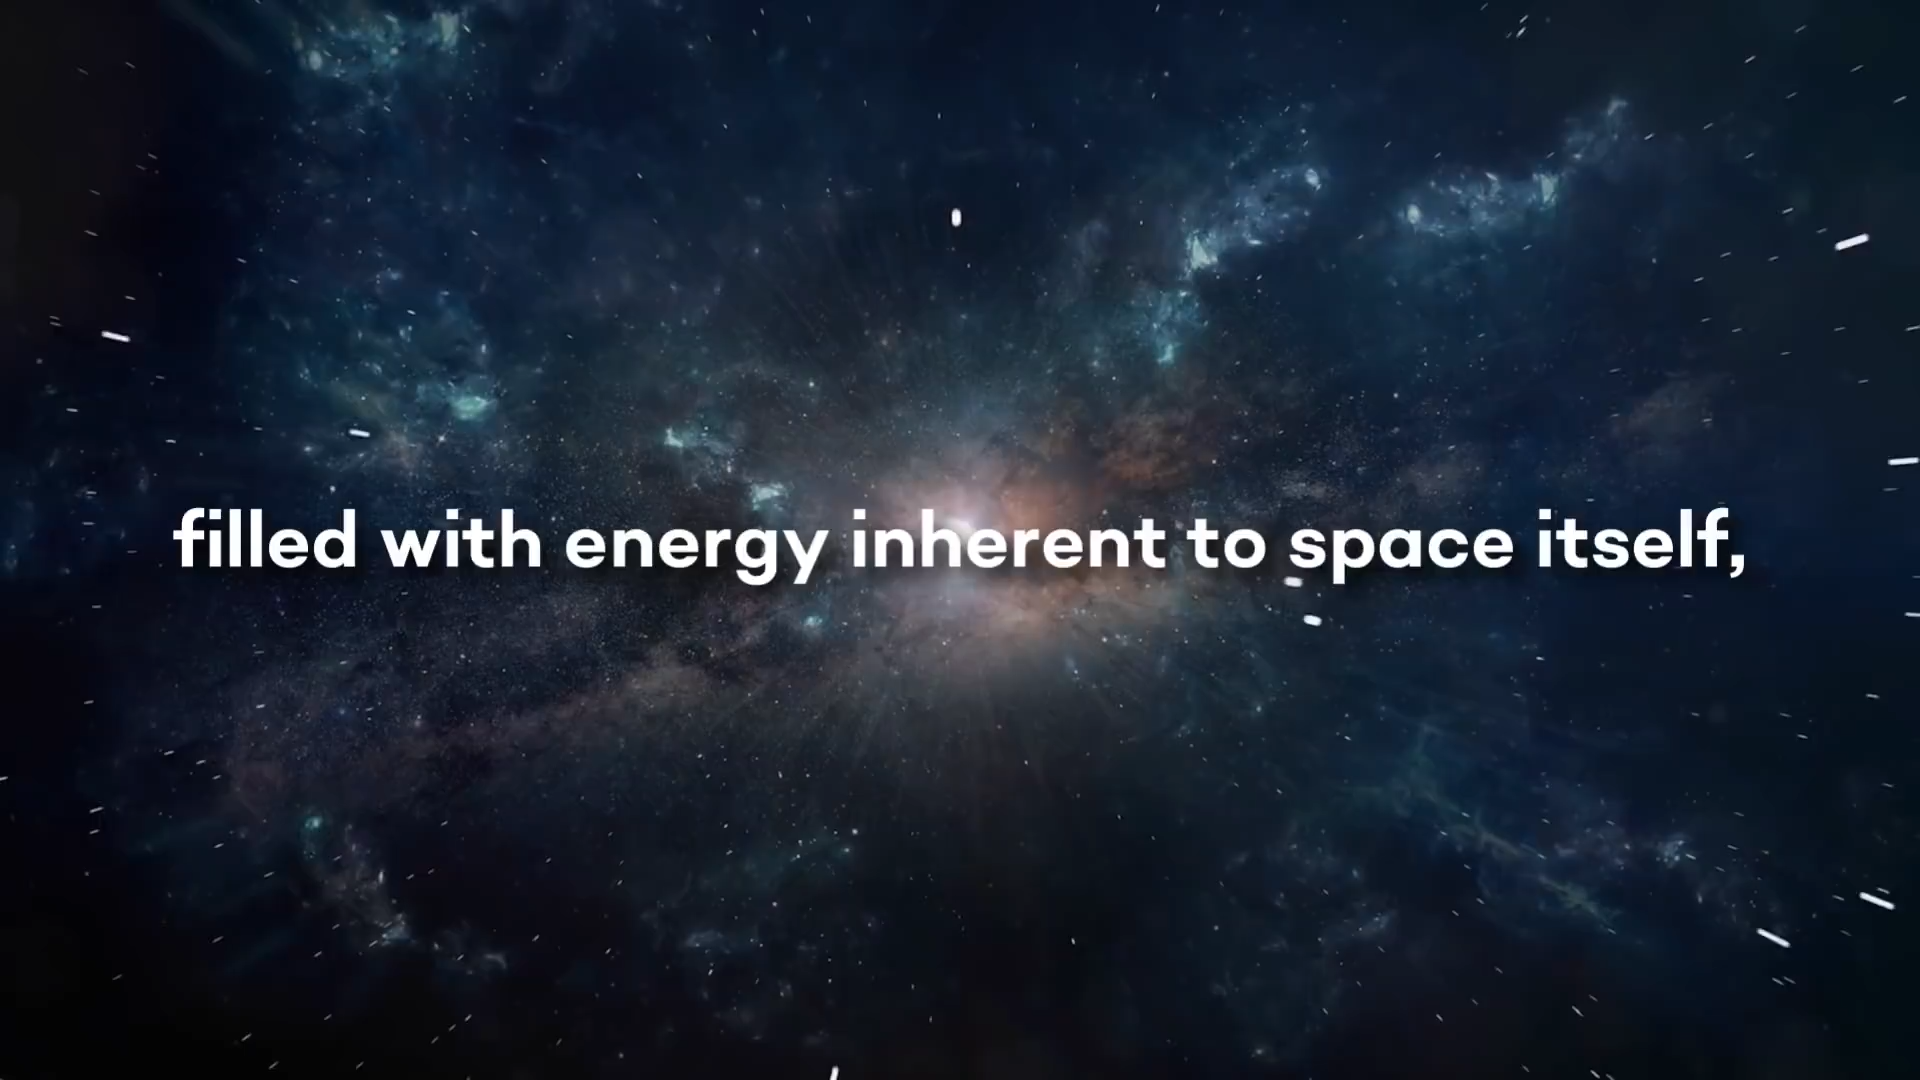 filled with energy inherent to space itself,